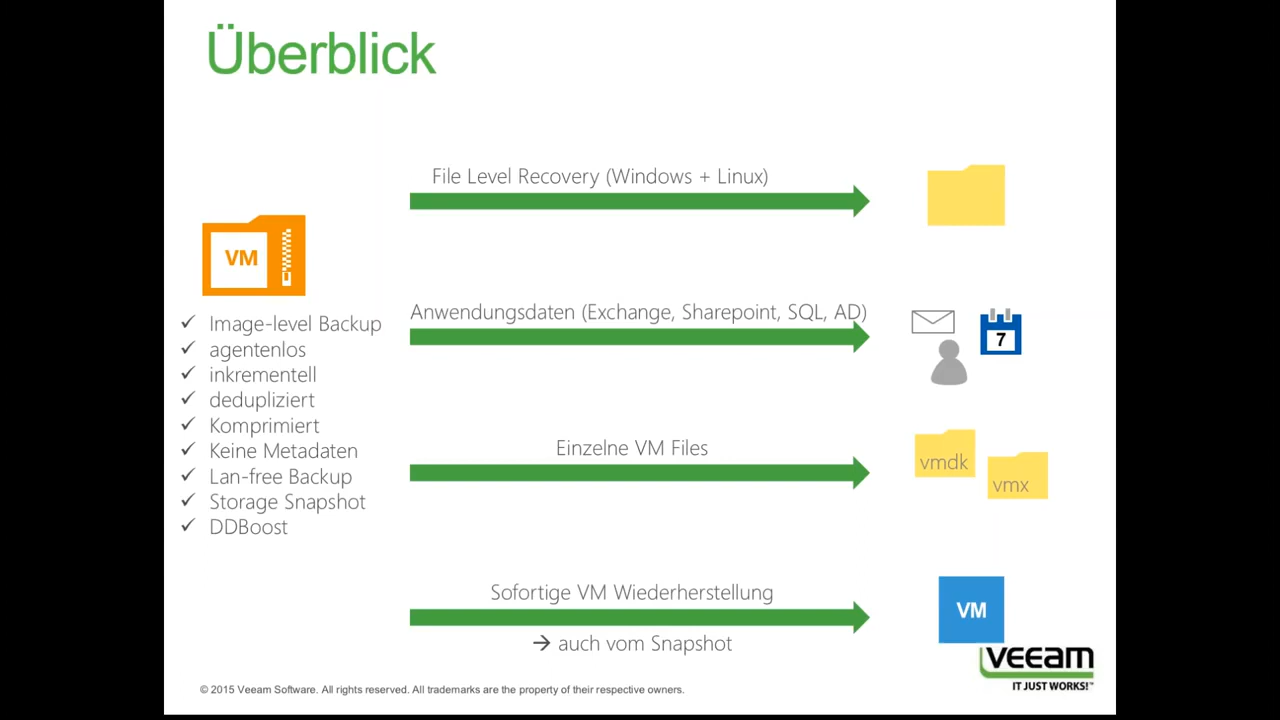 Überblick
File Level Recovery (Windows + Linux)
VM
Anwendungsdaten (Exchange, Sharepoint, SQL, AD)
7
✓ Image-level Backup
✓ agentenlos
✓ inkrementell
✓ dedupliziert
✓ Komprimiert
✓ Keine Metadaten
✓ Lan-free Backup
✓ Storage Snapshot
✓ DDBoost
Einzelne VM Files
vmdk
vmx
Sofortige VM Wiederherstellung
→ auch vom Snapshot
VM
veeam
IT JUST WORKS!™
© 2015 Veeam Software. All rights reserved. All trademarks are the property of their respective owners.